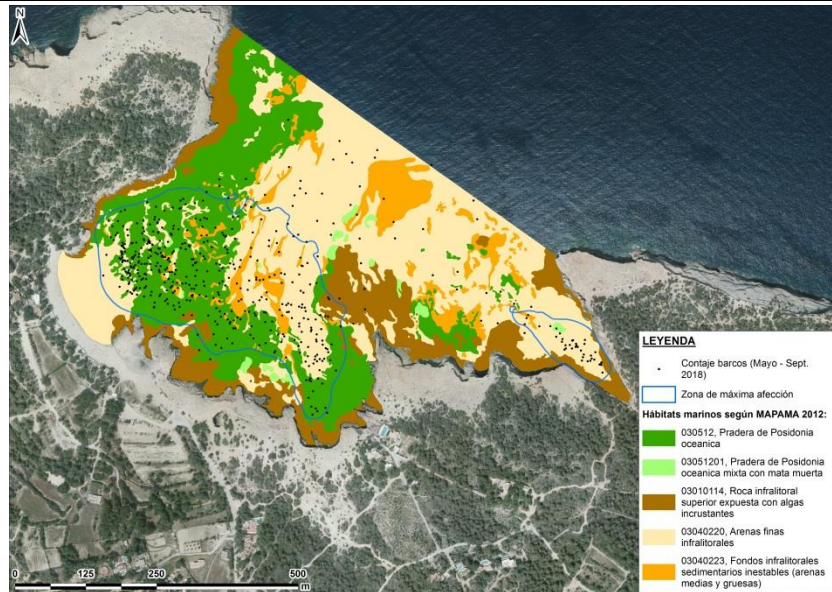 N
LEYENDA
Contaje barcos (Mayo - Sept.
2018)
Zona de máxima afección
Hábitats marinos según MAPAMA 2012:
030512, Pradera de Posidonia
oceanica
03051201, Pradera de Posidonia
oceanica mixta con mata muerta
03010114, Roca infralitoral
superior expuesta con algas
incrustantes
03040220, Arenas finas
infralitorales
03040223, Fondos infralitorales
sedimentarios inestables (arenas
medias y gruesas)
0 125 250 500
m